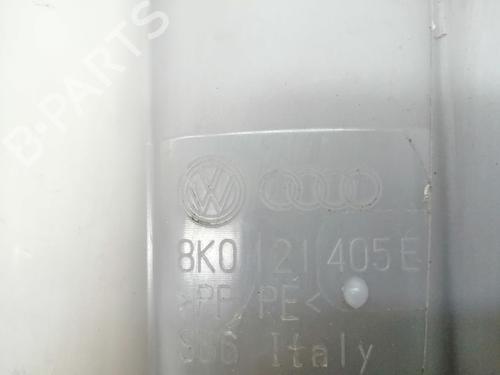 B-PARTS
8K0 121 405 E
>PP/PE<
Italy